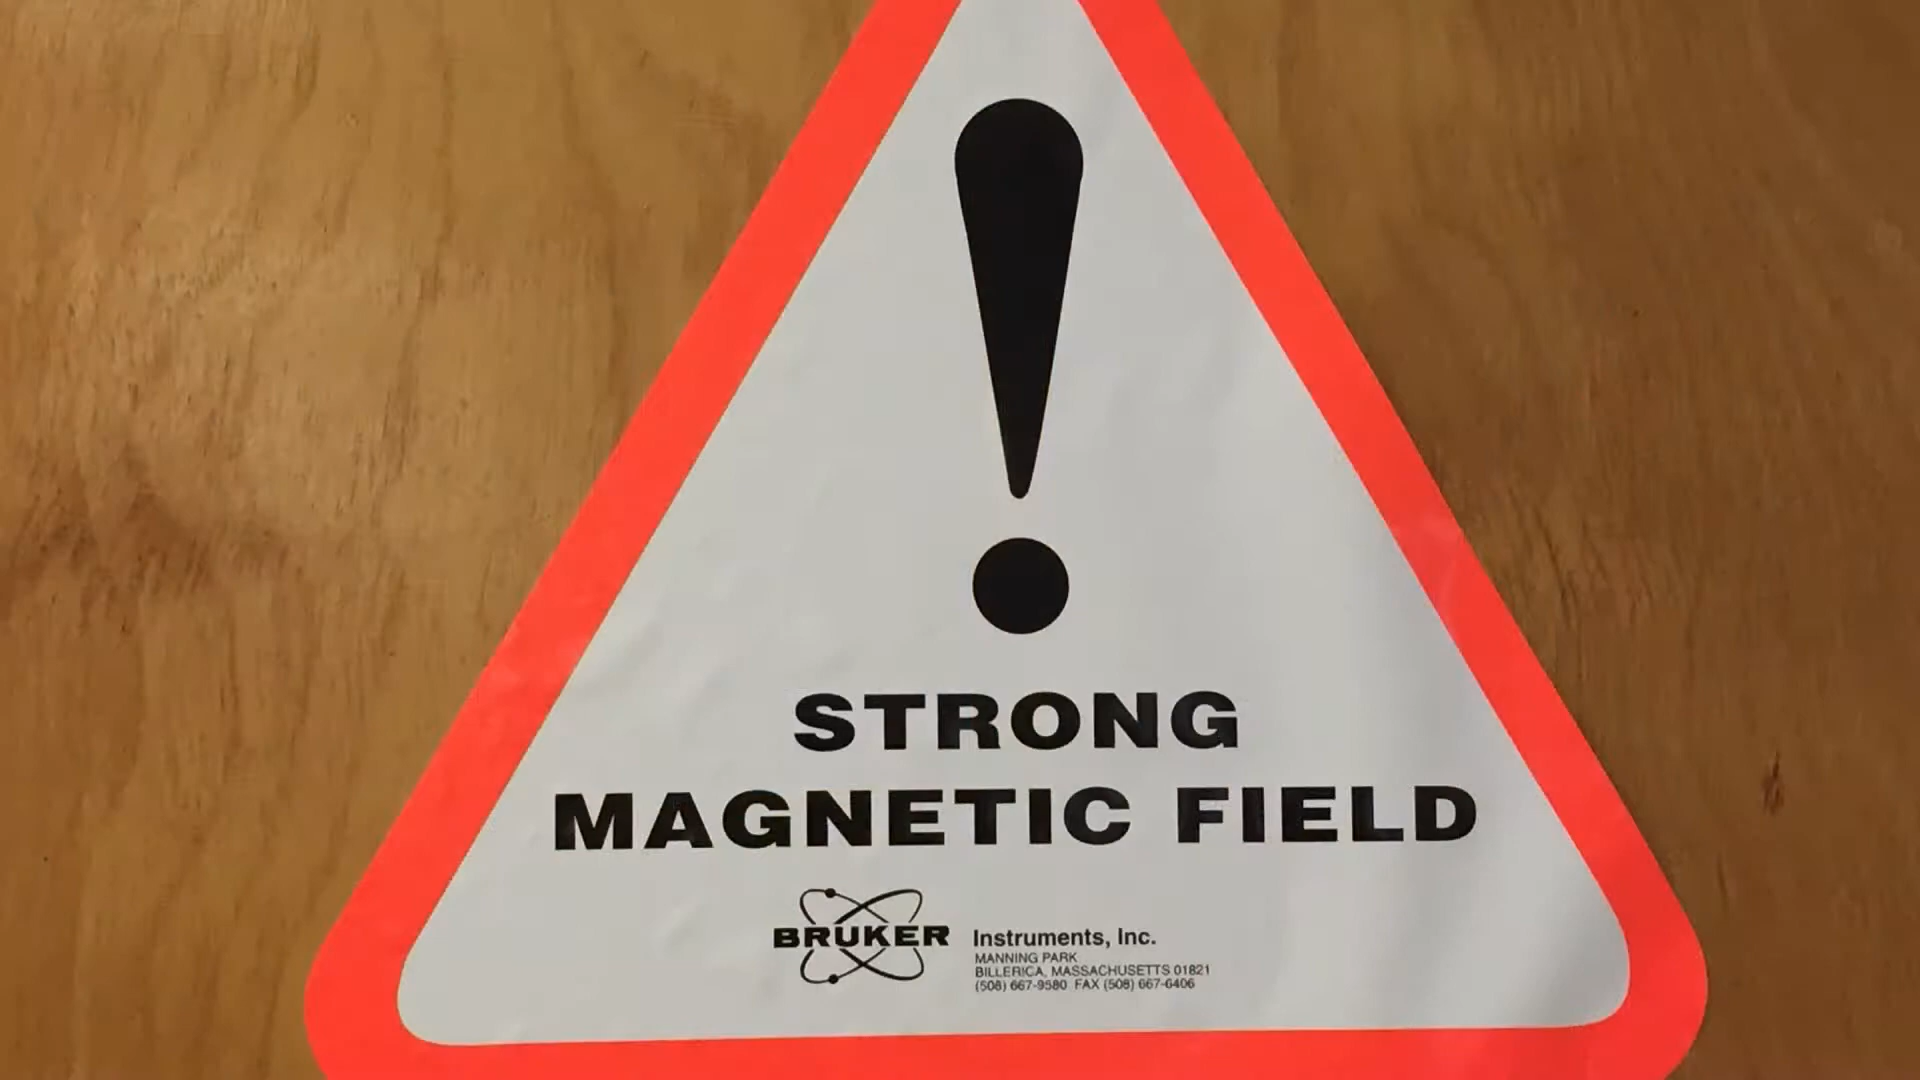 !
STRONG
MAGNETIC FIELD
BRUKER Instruments, Inc.
MANNING PARK
BILLERICA, MASSACHUSETTS 01821
(508) 667-9580 FAX (508) 667-6406